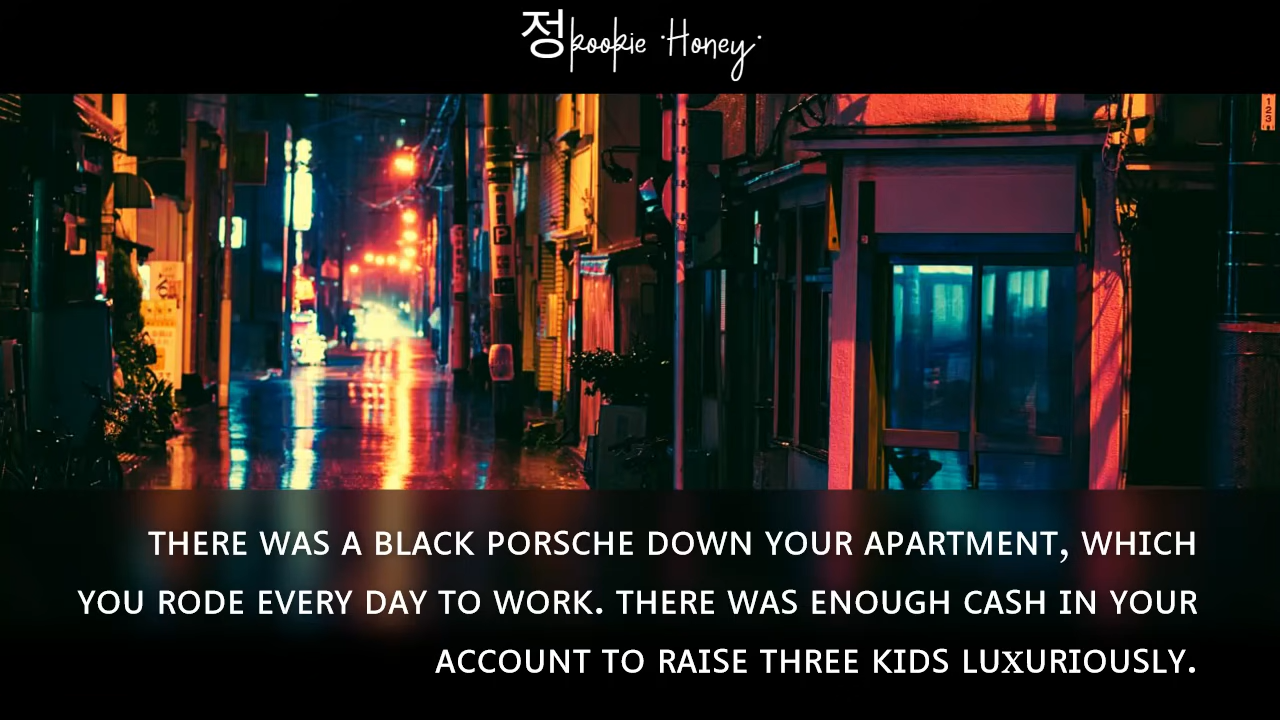 정kookie Honey
123
P
THERE WAS A BLACK PORSCHE DOWN YOUR APARTMENT, WHICH
YOU RODE EVERY DAY TO WORK. THERE WAS ENOUGH CASH IN YOUR
ACCOUNT TO RAISE THREE KIDS LUXURIOUSLY.